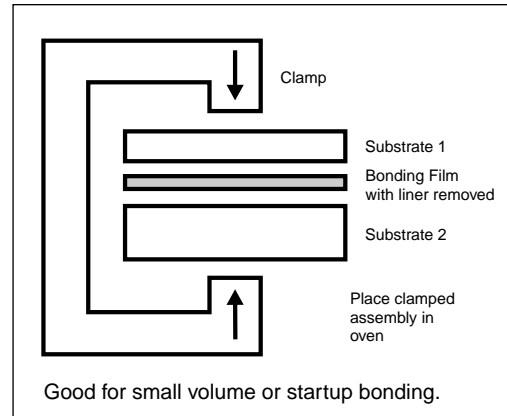 Clamp
Substrate 1
Bonding Film
with liner removed
Substrate 2
Place clamped
assembly in
oven
Good for small volume or startup bonding.